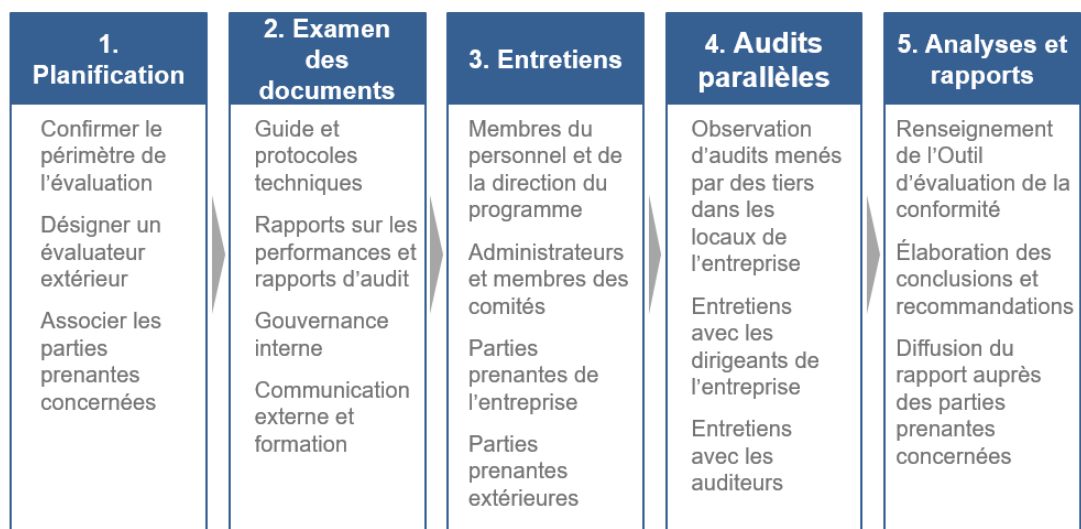 1.
Planification
Confirmer le
périmètre de
l’évaluation
Désigner un
évaluateur
extérieur
Associer les
parties
prenantes
concernées
2. Examen
des
documents
Guide et
protocoles
techniques
Rapports sur les
performances et
rapports d’audit
Gouvernance
interne
Communication
externe et
formation
3. Entretiens
Membres du
personnel et de
la direction du
programme
Administrateurs
et membres des
comités
Parties
prenantes de
l’entreprise
Parties
prenantes
extérieures
4. Audits
parallèles
Observation
d’audits menés
par des tiers
dans les
locaux de
l’entreprise
Entretiens
avec les
dirigeants de
l’entreprise
Entretiens
avec les
auditeurs
5. Analyses et
rapports
Renseignement
de l’Outil
d’évaluation de la
conformité
Élaboration des
conclusions et
recommandations
Diffusion du
rapport auprès
des parties
prenantes
concernées